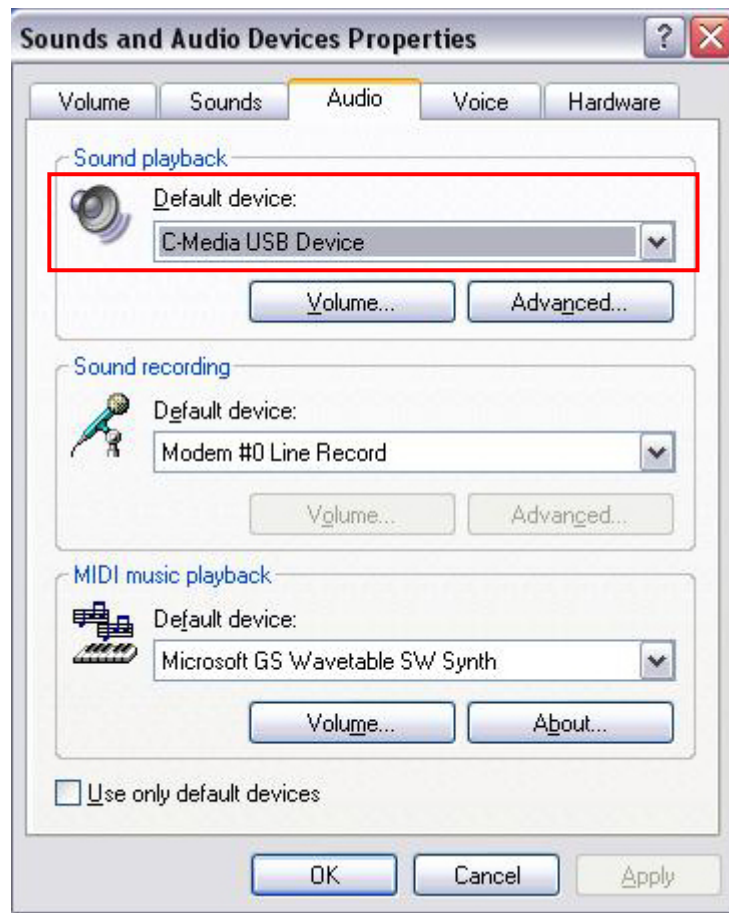 Sounds and Audio Devices Properties
Volume Sounds Audio Voice Hardware
Sound playback
Default device:
C-Media USB Device
Volume... Advanced...
Sound recording
Default device:
Modem #0 Line Record
Volume... Advanced...
MIDI music playback
Default device:
Microsoft GS Wavetable SW Synth
Volume... About...
Use only default devices
OK Cancel Apply